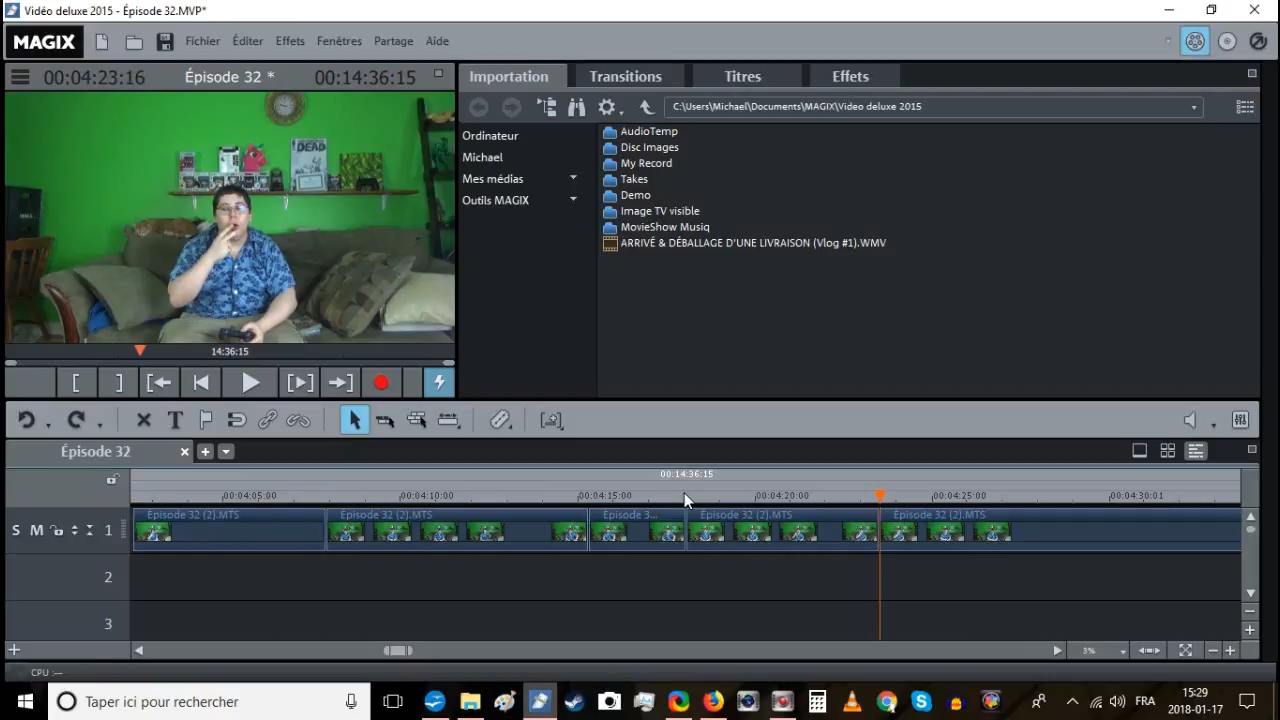 Vidéo deluxe 2015 - Épisode 32.MVP*
MAGIX Fichier Éditer Effets Fenêtres Partage Aide
00:04:23:16 Épisode 32 * 00:14:36:15
Importation Transitions Titres Effets
C:\Users\Michael\Documents\MAGIX\Video deluxe 2015
Ordinateur
Michael
Mes médias
Outils MAGIX
AudioTemp
Disc Images
My Record
Takes
Demo
Image TV visible
MovieShow Musiq
ARRIVÉ & DÉBALLAGE D'UNE LIVRAISON (Vlog #1).WMV
DEAD
14:36:15
Épisode 32
00:14:36:15
00:04:05:00 00:04:10:00 00:04:15:00 00:04:20:00 00:04:25:00 00:04:30:01
S M 1
Épisode 32 (2).MTS Épisode 32 (2).MTS Épisode 3... Épisode 32 (2).MTS Épisode 32 (2).MTS
2
3
3%
CPU: —
Taper ici pour rechercher
FRA
15:29
2018-01-17